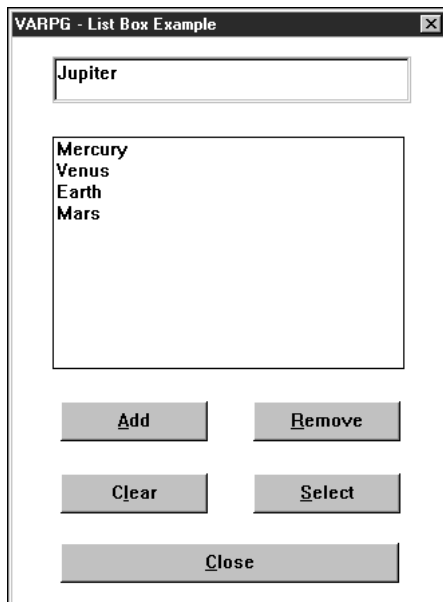 VARPG - List Box Example
Jupiter
Mercury
Venus
Earth
Mars
Add
Remove
Clear
Select
Close